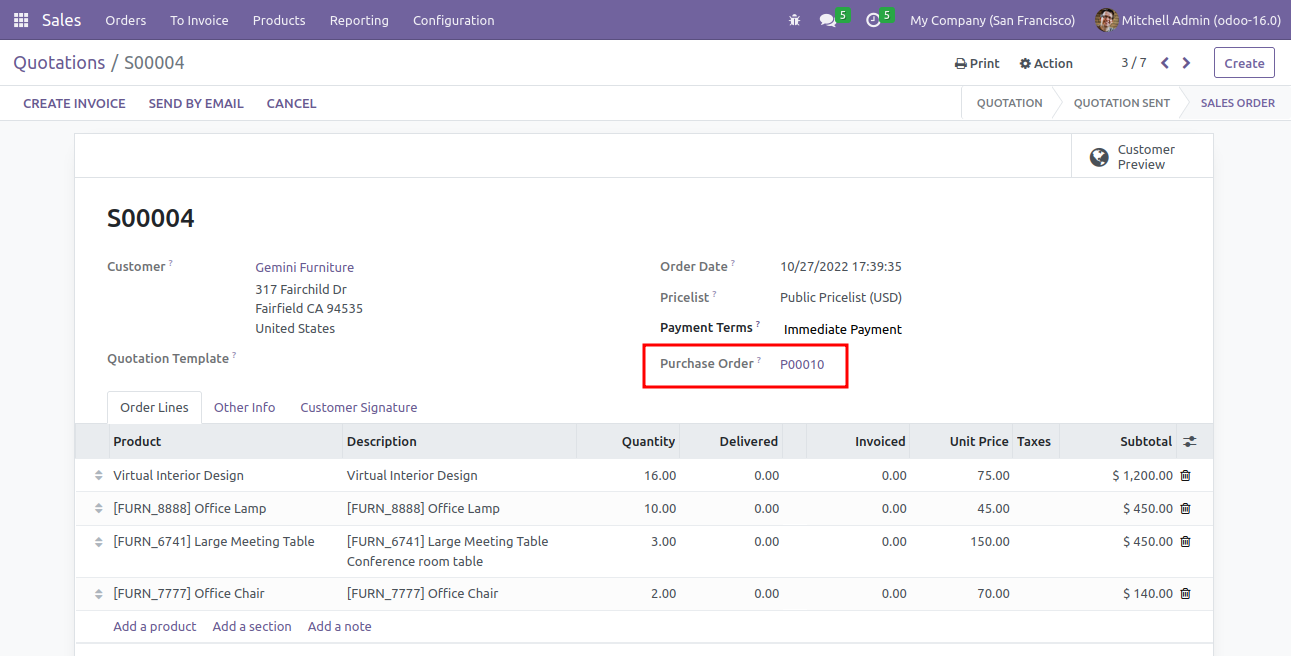 Sales Orders To Invoice Products Reporting Configuration 5 5 My Company (San Francisco) Mitchell Admin (odoo-16.0)
Quotations / S00004 Print Action 3 / 7 Create
CREATE INVOICE SEND BY EMAIL CANCEL QUOTATION QUOTATION SENT SALES ORDER
Customer
Preview
S00004
Customer ? Gemini Furniture
317 Fairchild Dr
Fairfield CA 94535
United States
Quotation Template ?
Order Date ? 10/27/2022 17:39:35
Pricelist ? Public Pricelist (USD)
Payment Terms ? Immediate Payment
Purchase Order ? P00010
Order Lines Other Info Customer Signature
Product Description Quantity Delivered Invoiced Unit Price Taxes Subtotal
Virtual Interior Design Virtual Interior Design 16.00 0.00 0.00 75.00 $ 1,200.00
[FURN_8888] Office Lamp [FURN_8888] Office Lamp 10.00 0.00 0.00 45.00 $ 450.00
[FURN_6741] Large Meeting Table [FURN_6741] Large Meeting Table 3.00 0.00 0.00 150.00 $ 450.00
Conference room table
[FURN_7777] Office Chair [FURN_7777] Office Chair 2.00 0.00 0.00 70.00 $ 140.00
Add a product Add a section Add a note